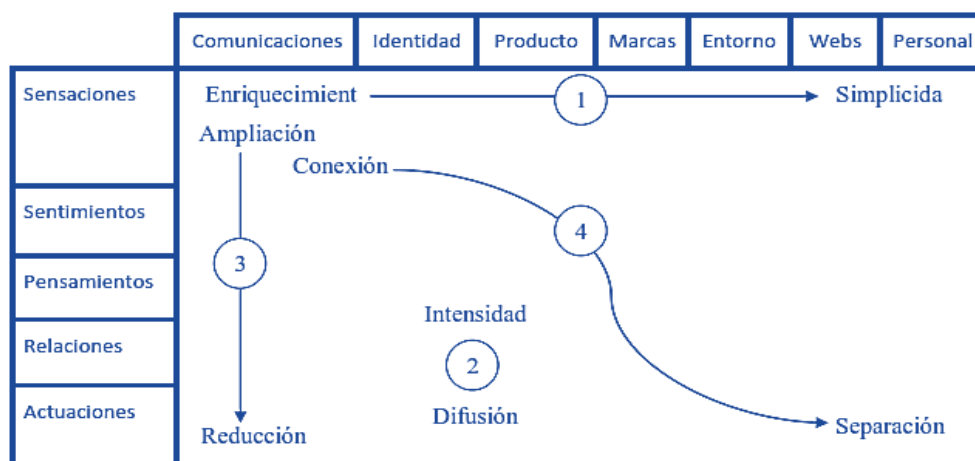 Comunicaciones Identidad Producto Marcas Entorno Webs Personal
Sensaciones Enriquecimient 1 Simplicida
Ampliación
Conexión
Sentimientos 4
3
Pensamientos
Intensidad
Relaciones 2
Actuaciones Difusión Separación
Reducción